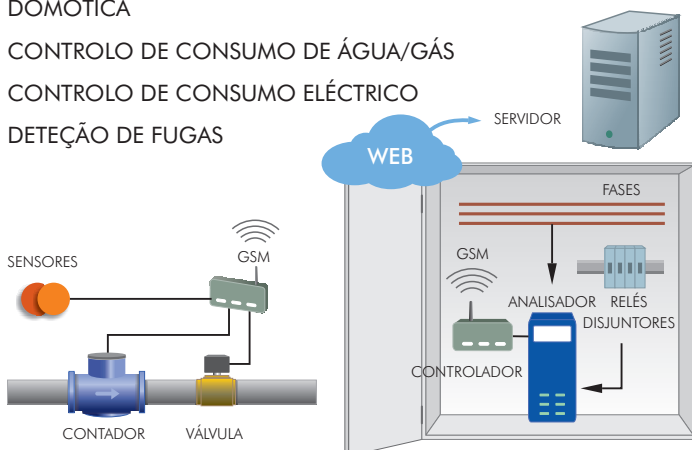 DOMÓTICA
CONTROLO DE CONSUMO DE ÁGUA/GÁS
CONTROLO DE CONSUMO ELÉCTRICO
DETEÇÃO DE FUGAS
SERVIDOR
WEB
FASES
GSM
SENSORES
GSM
ANALISADOR
RELÉS
DISJUNTORES
CONTROLADOR
CONTADOR
VÁLVULA